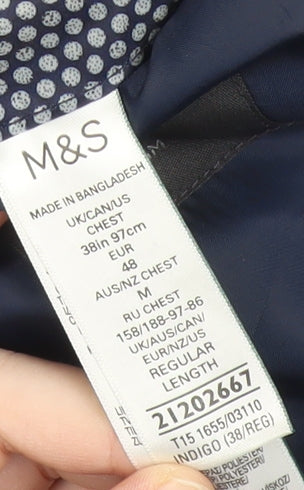 M&S
MADE IN BANGLADESH
UK/CAN/US
CHEST
38in 97cm
EUR
48
AUS/NZ CHEST
M
RU CHEST
158/188-97-86
UK/AUS/CAN/
EUR/NZ/US
REGULAR
LENGTH
21202667
T15 1655/03110
INDIGO (38/REG)